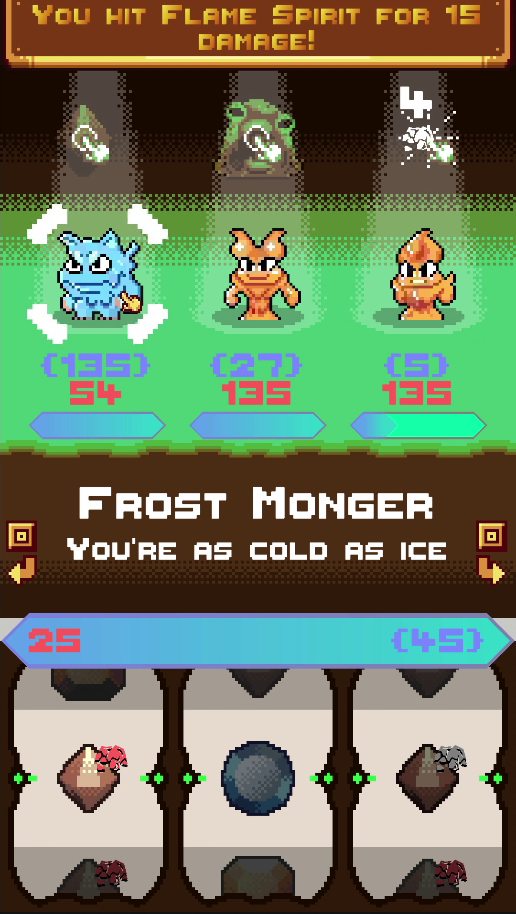 You hit Flame Spirit for 15
damage!
4
{135} {27} {5}
54 135 135
Frost Monger
You're as cold as ice
25 {45}